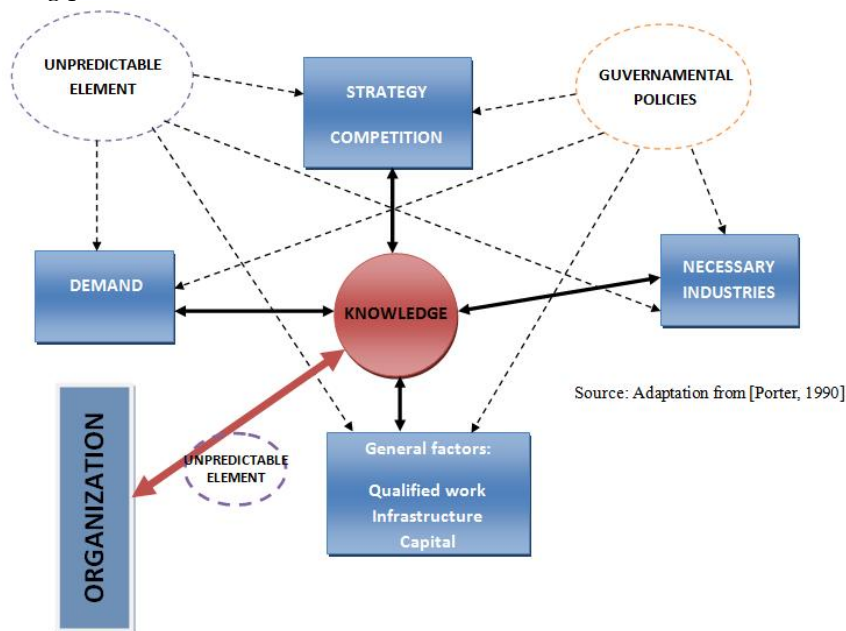 UNPREDICTABLE
ELEMENT
STRATEGY
COMPETITION
GUVERNAMENTAL
POLICIES
DEMAND
KNOWLEDGE
NECESSARY
INDUSTRIES
Source: Adaptation from [Porter, 1990]
ORGANIZATION
UNPREDICTABLE
ELEMENT
General factors:
Qualified work
Infrastructure
Capital